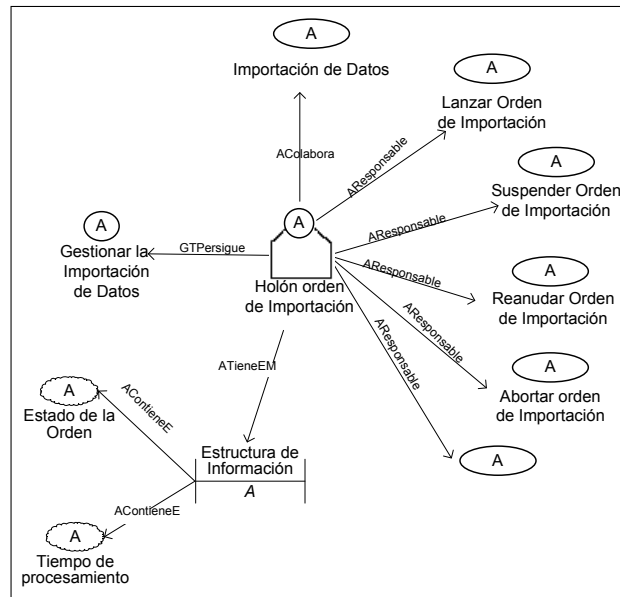 A
Importación de Datos
A
Lanzar Orden
de Importación
AColabora
AResponsable
A
Suspender Orden
de Importación
A
Gestionar la
Importación
de Datos
GTPersigue
A
Holón orden
de Importación
AResponsable
AResponsable
A
Reanudar Orden
de Importación
AResponsable
AResponsable
A
Abortar orden
de Importación
A
ATieneEM
A
Estado de la
Orden
AContieneE
Estructura de
Información
A
AContieneE
A
Tiempo de
procesamiento